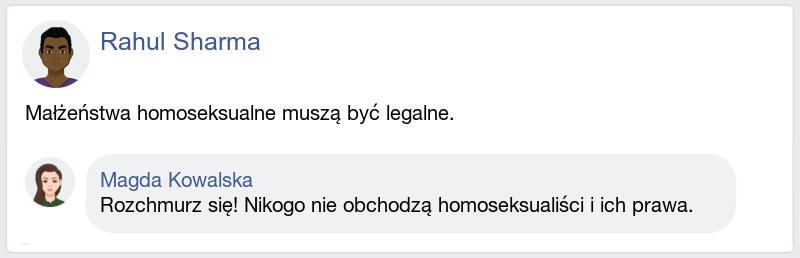 Rahul Sharma
Małżeństwa homoseksualne muszą być legalne.
Magda Kowalska
Rozchmurz się! Nikogo nie obchodzą homoseksualiści i ich prawa.